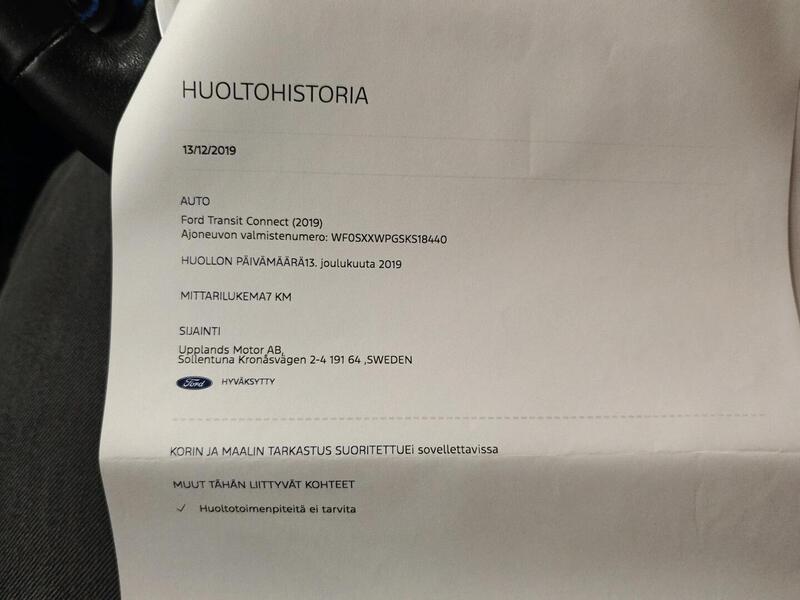 HUOLTOHISTORIA
13/12/2019
AUTO
Ford Transit Connect (2019)
Ajoneuvon valmistenumero: WF0SXXWPGSKS18440
HUOLLON PÄIVÄMÄÄRÄ13. joulukuuta 2019
MITTARILUKEMA7 KM
SIJAINTI
Upplands Motor AB,
Sollentuna Kronåsvägen 2-4 191 64 ,SWEDEN
Ford HYVÄKSYTTY
KORIN JA MAALIN TARKASTUS SUORITETTUEi sovellettavissa
MUUT TÄHÄN LIITTYVÄT KOHTEET
✓ Huoltotoimenpiteitä ei tarvita